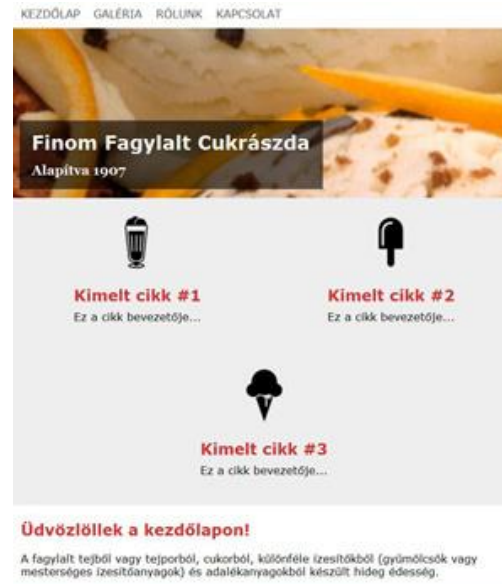 KEZDŐLAP GALÉRIA RÓLUNK KAPCSOLAT
Finom Fagylalt Cukrászda
Alapítva 1907
Kimelt cikk #1
Ez a cikk bevezetője...
Kimelt cikk #2
Ez a cikk bevezetője...
Kimelt cikk #3
Ez a cikk bevezetője...
Üdvözlöllek a kezdőlapon!
A fagylalt tejből vagy tejporból, cukorból, különféle ízesítőkből (gyümölcsök vagy
mesterséges ízesítőanyagok) és adalékanyagokból készült hideg édesség.